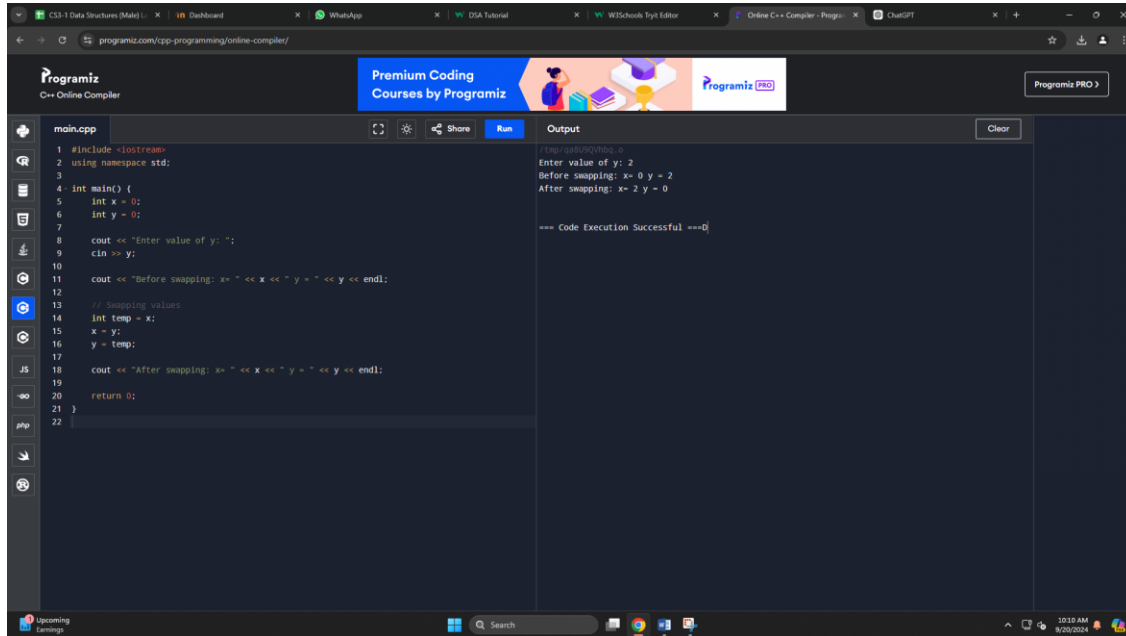 CS3-1 Data Structures (Male) L
Dashboard
WhatsApp
DSA Tutorial
W3Schools Tryit Editor
Online C++ Compiler - Progra
ChatGPT
programiz.com/cpp-programming/online-compiler/
Programiz
C++ Online Compiler
Premium Coding
Courses by Programiz
Programiz PRO
Programiz PRO >
main.cpp
Share
Run
Output
Clear
1 #include <iostream>
2 using namespace std;
3
4 int main() {
5 int x = 0;
6 int y = 0;
7
8 cout << "Enter value of y: ";
9 cin >> y;
10
11 cout << "Before swapping: x= " << x << " y = " << y << endl;
12
13 // Swapping values
14 int temp = x;
15 x = y;
16 y = temp;
17
18 cout << "After swapping: x= " << x << " y = " << y << endl;
19
20 return 0;
21 }
22
Enter value of y: 2
Before swapping: x= 0 y = 2
After swapping: x= 2 y = 0
=== Code Execution Successful ===D
JS
GO
php
Upcoming
Earnings
Search
10:10 AM
9/20/2024